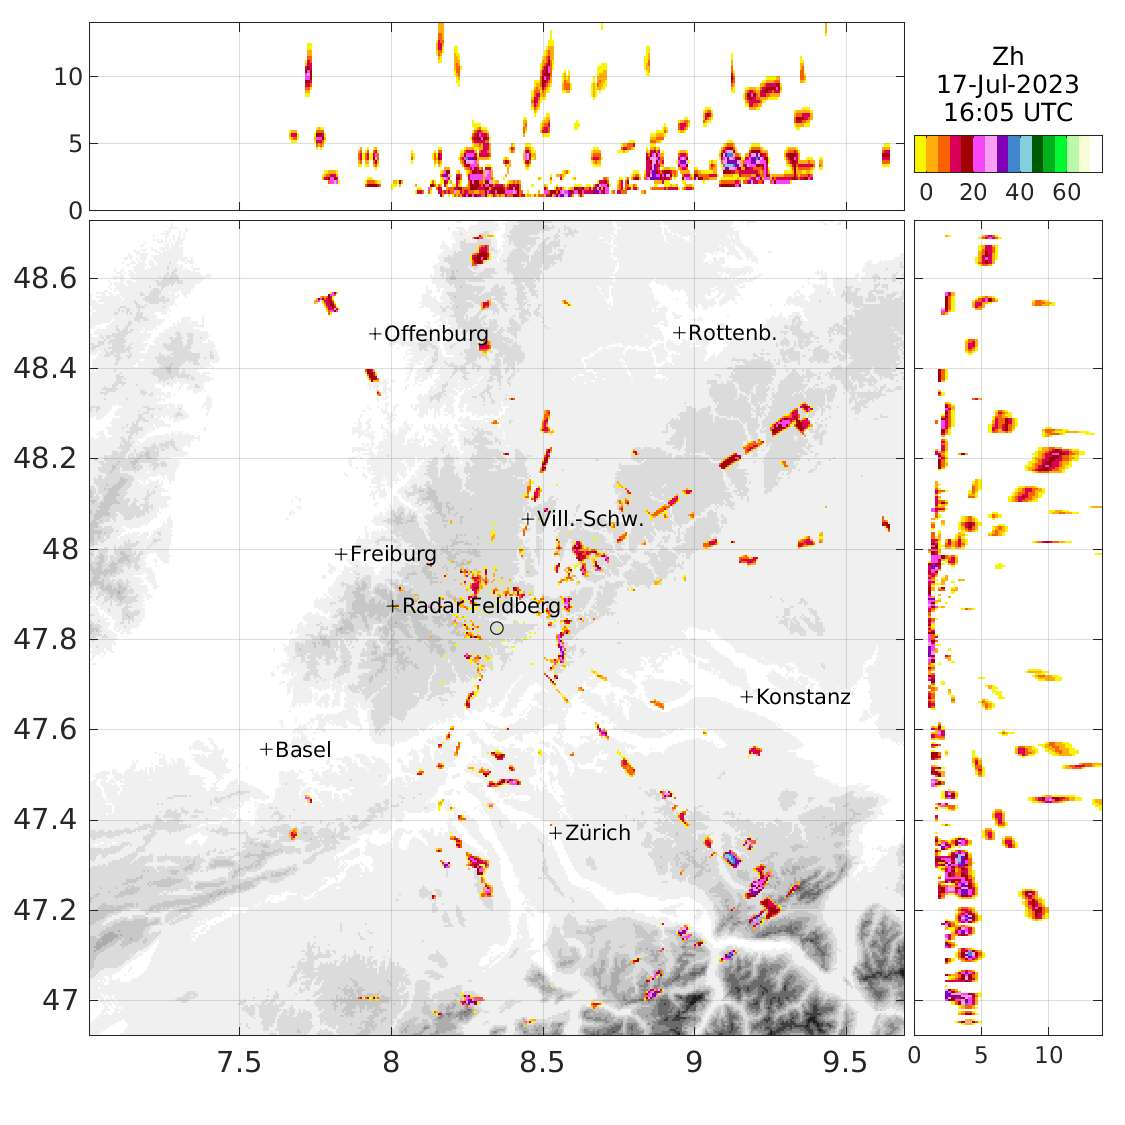 10
5
0
Zh
17-Jul-2023
16:05 UTC
0 20 40 60
48.6
48.4
48.2
48
47.8
47.6
47.4
47.2
47
+Offenburg
+Rottenb.
+Vill.-Schw.
+Freiburg
+Radar Feldberg
+Konstanz
+Basel
+Zürich
7.5 8 8.5 9 9.5
0 5 10